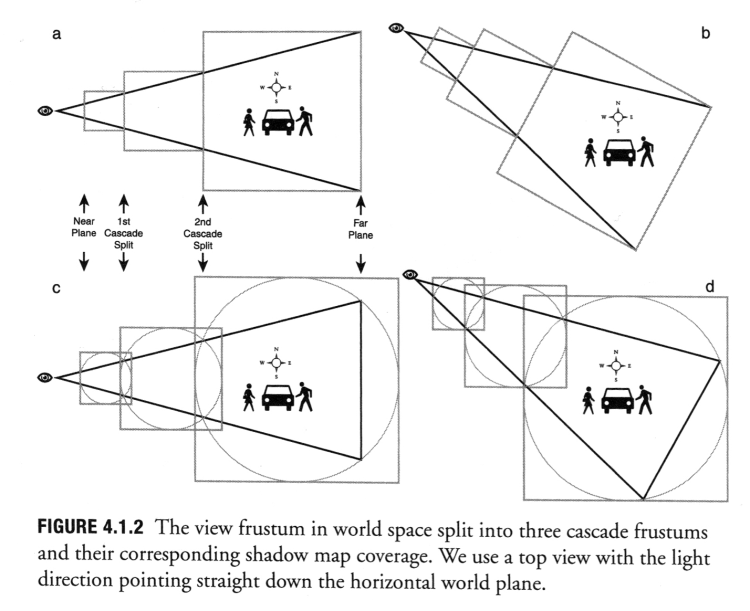 a
b
N
W E
S
N
W E
S
Near
Plane
1st
Cascade
Split
2nd
Cascade
Split
Far
Plane
c
d
N
W E
S
N
W E
S
FIGURE 4.1.2 The view frustum in world space split into three cascade frustums
and their corresponding shadow map coverage. We use a top view with the light
direction pointing straight down the horizontal world plane.